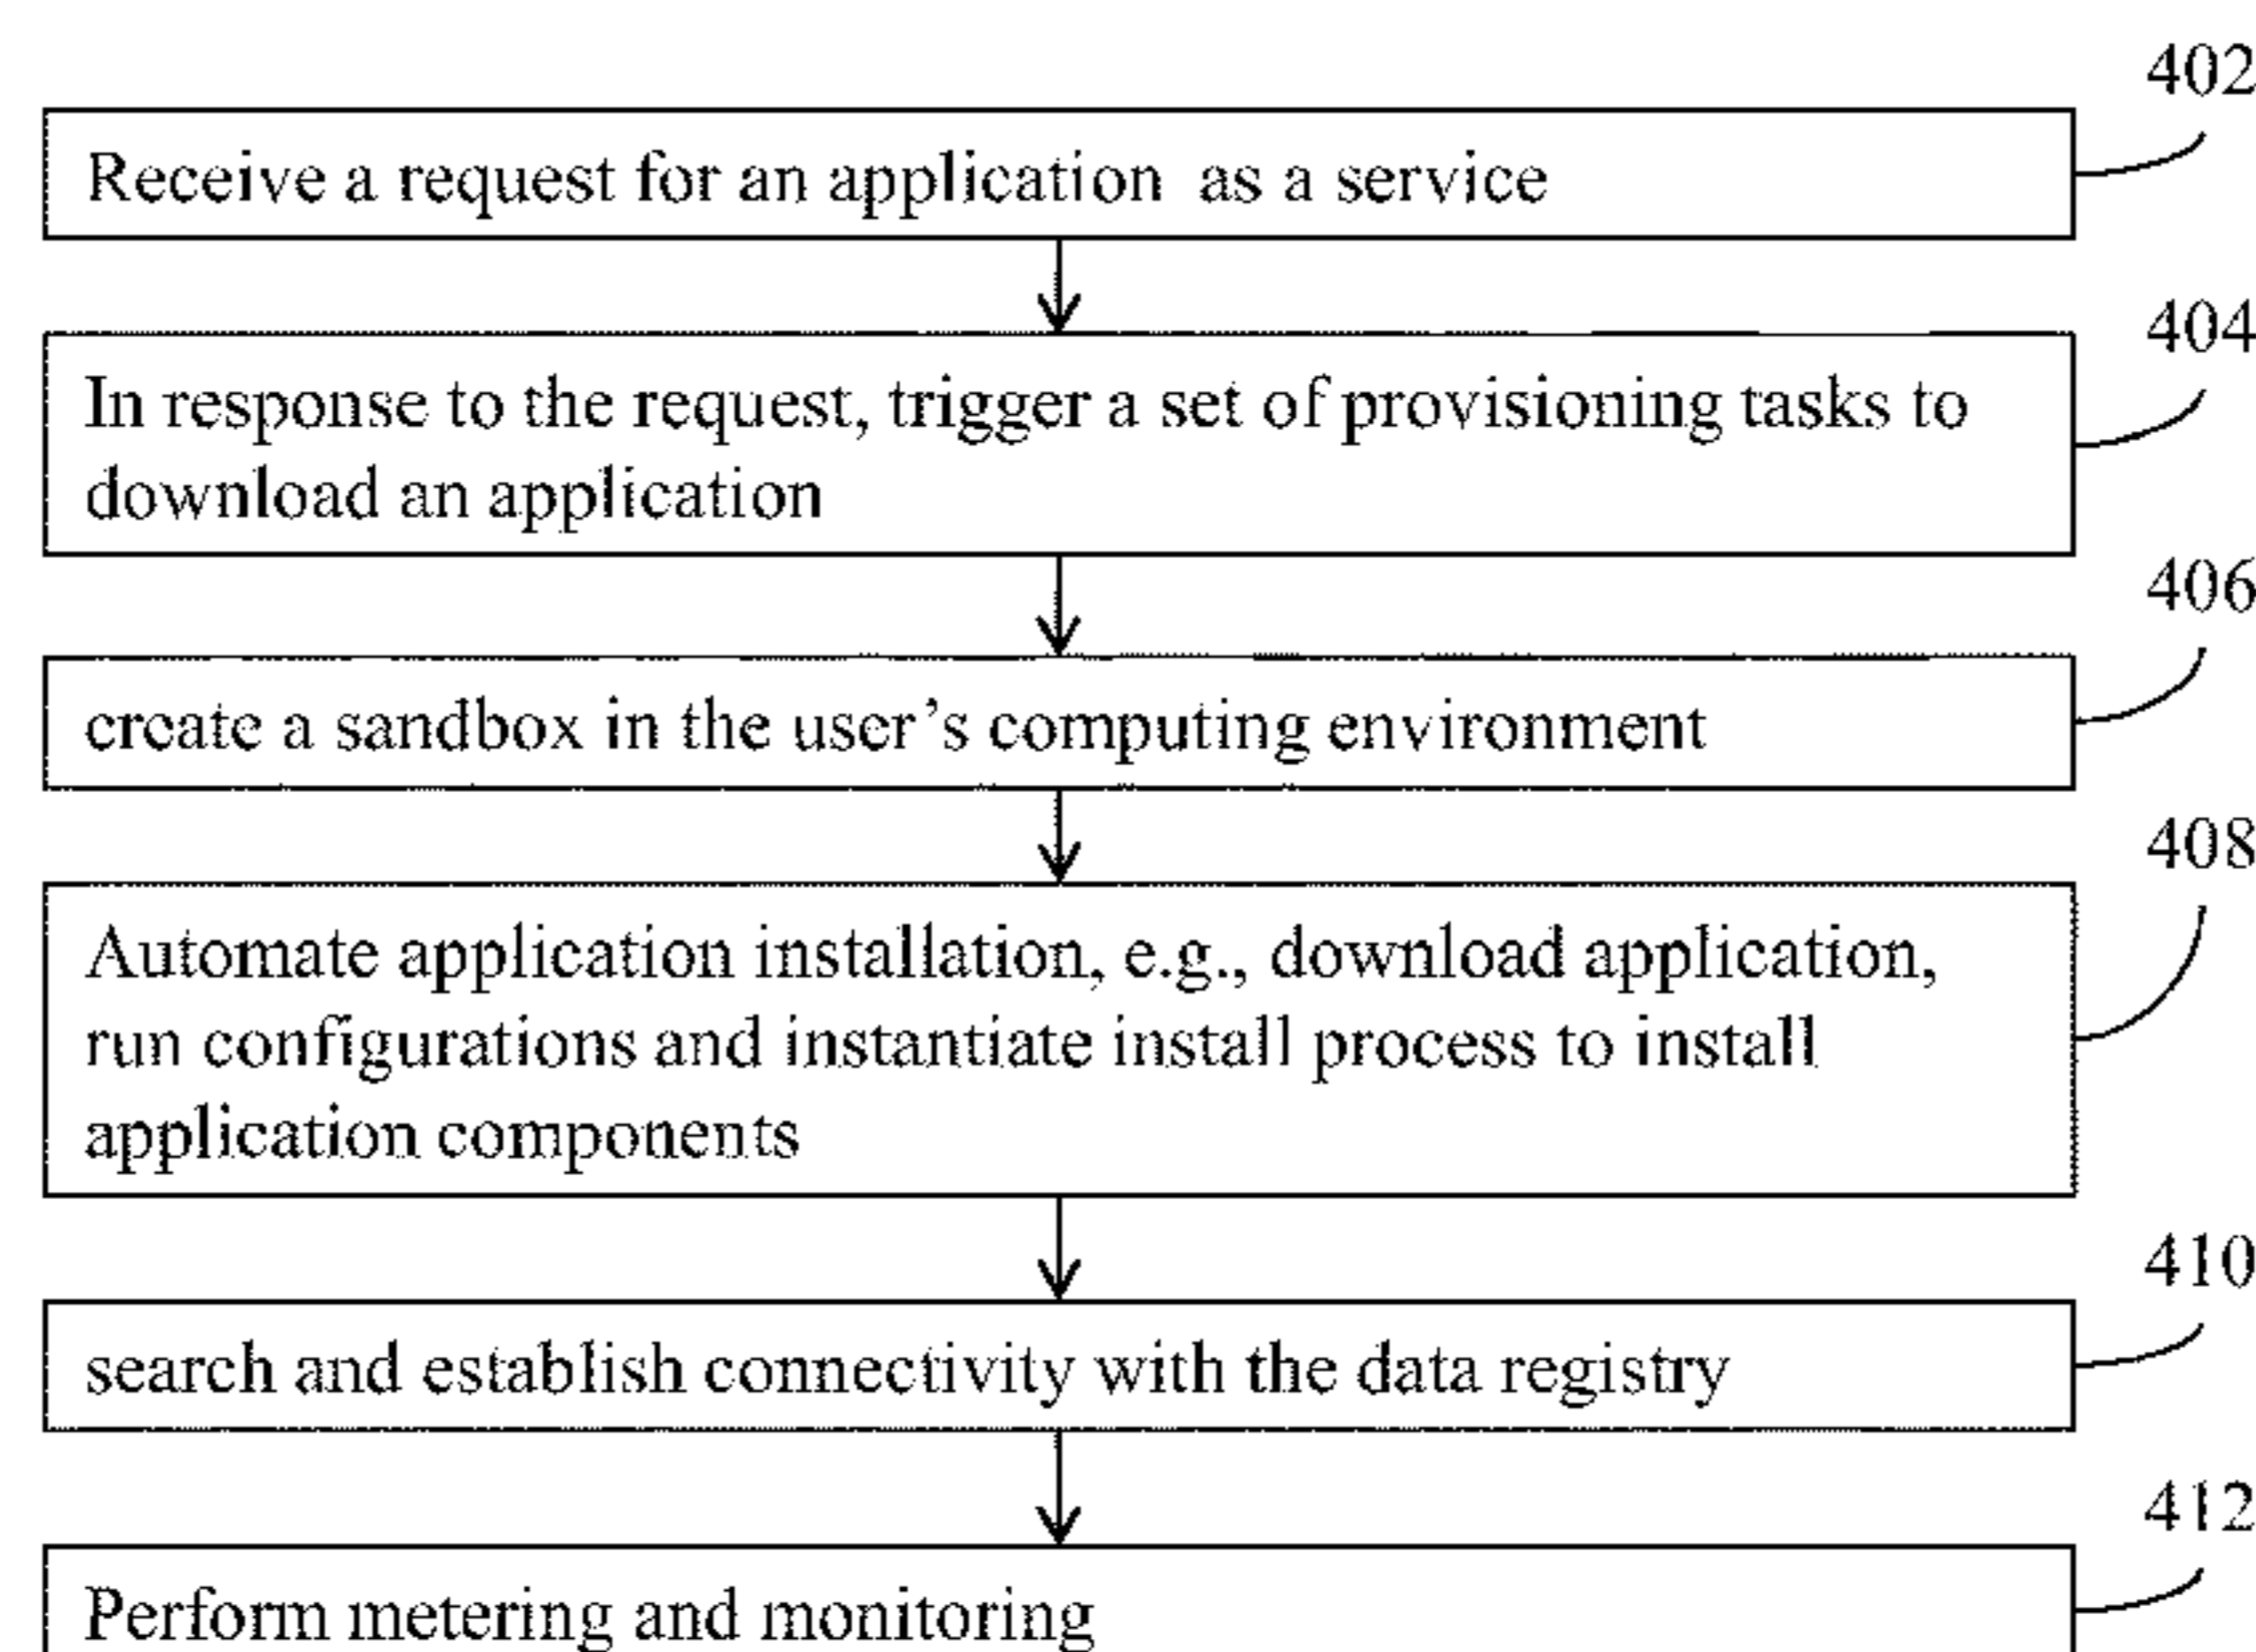 402
Receive a request for an application as a service
404
In response to the request, trigger a set of provisioning tasks to
download an application
406
create a sandbox in the user’s computing environment
408
Automate application installation, e.g., download application,
run configurations and instantiate install process to install
application components
410
search and establish connectivity with the data registry
412
Perform metering and monitoring